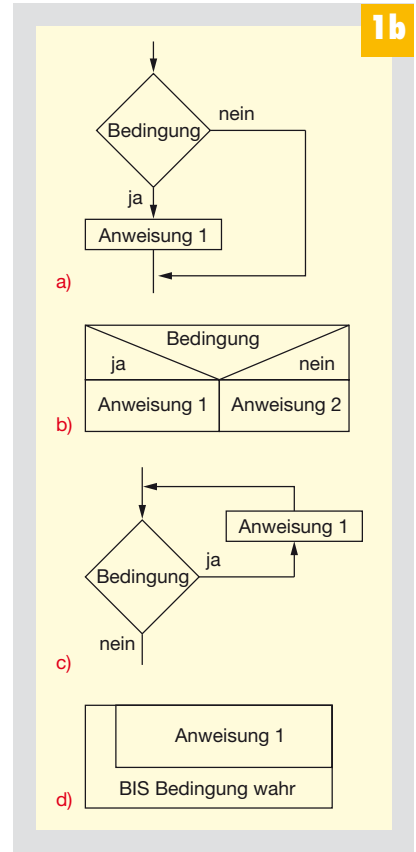 1b
Bedingung
nein
ja
Anweisung 1
a)
Bedingung
ja
nein
Anweisung 1
Anweisung 2
b)
Anweisung 1
Bedingung
ja
nein
c)
Anweisung 1
BIS Bedingung wahr
d)